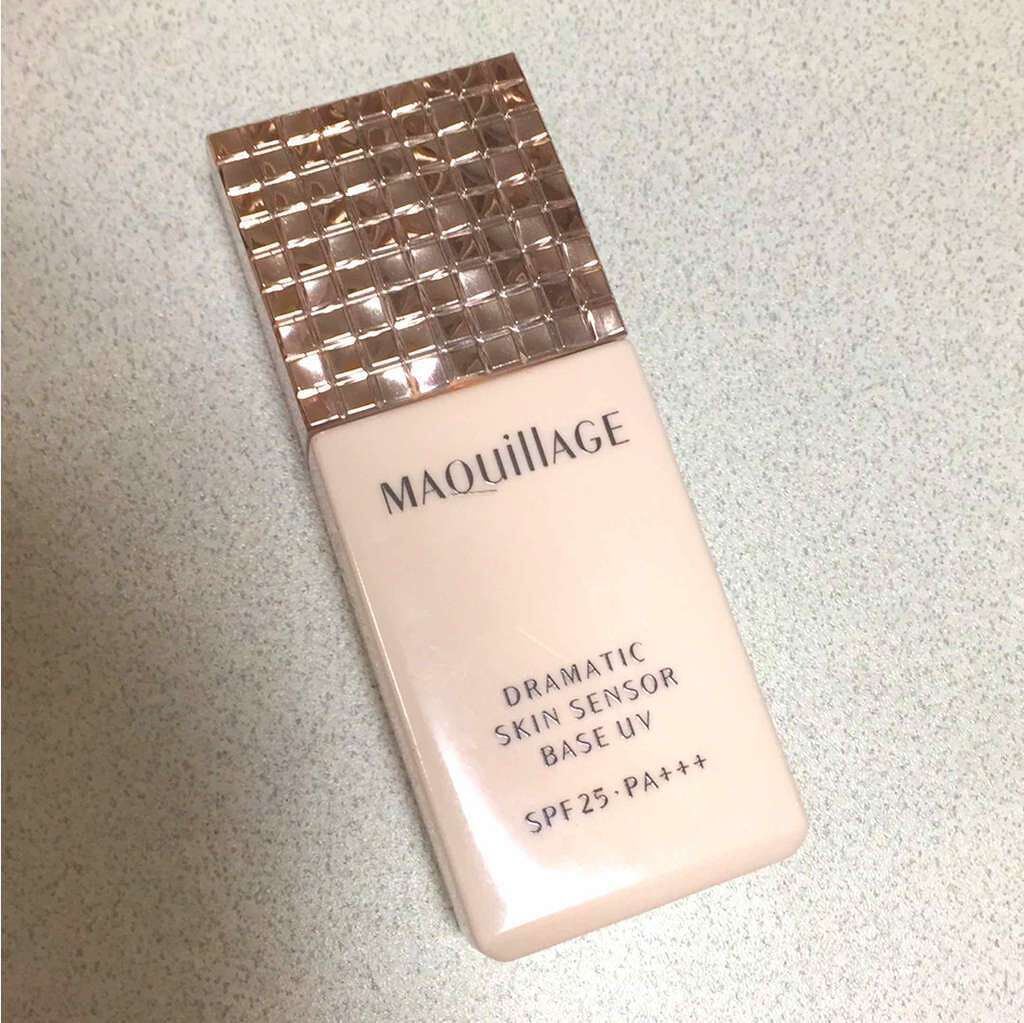 MAQuillAGE
DRAMATIC
SKIN SENSOR
BASE UV
SPF25・PA+++